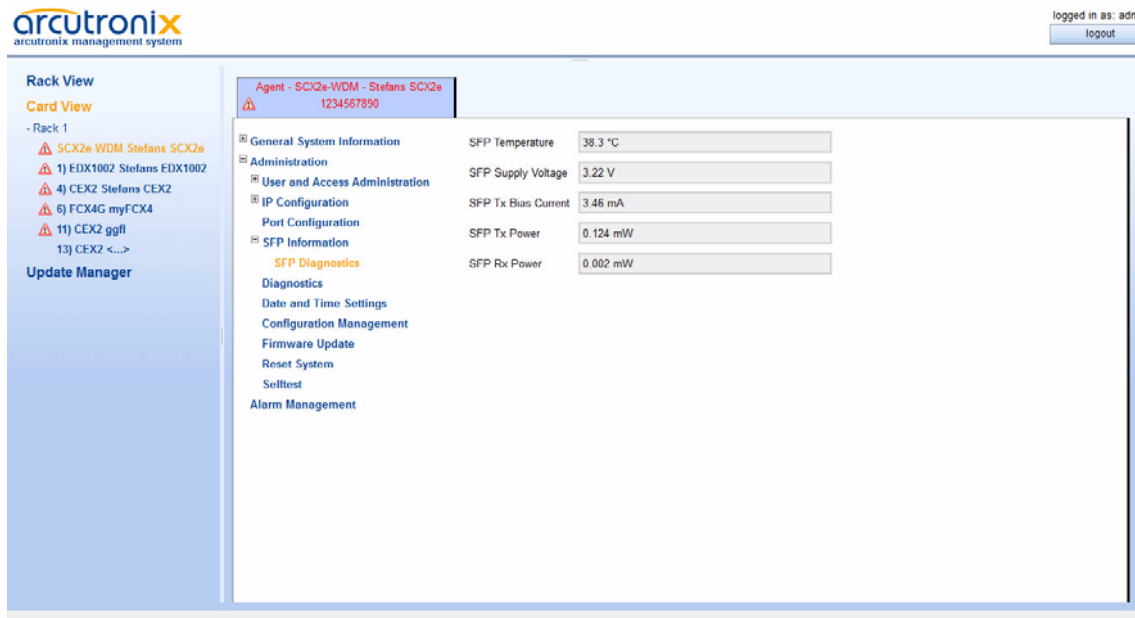 arcutronix
arcutronix management system
logged in as: adm
logout
Rack View
Card View
- Rack 1
SCX2e-WDM Stefans SCX2e
1) EDX1002 Stefans EDX1002
4) CEX2 Stefans CEX2
6) FCX4G myFCX4
11) CEX2 ggfl
13) CEX2 <...>
Update Manager
Agent - SCX2e-WDM - Stefans SCX2e
1234567890
General System Information
Administration
User and Access Administration
IP Configuration
Port Configuration
SFP Information
SFP Diagnostics
Diagnostics
Date and Time Settings
Configuration Management
Firmware Update
Reset System
Selftest
Alarm Management
SFP Temperature 38.3 °C
SFP Supply Voltage 3.22 V
SFP Tx Bias Current 3.46 mA
SFP Tx Power 0.124 mW
SFP Rx Power 0.002 mW